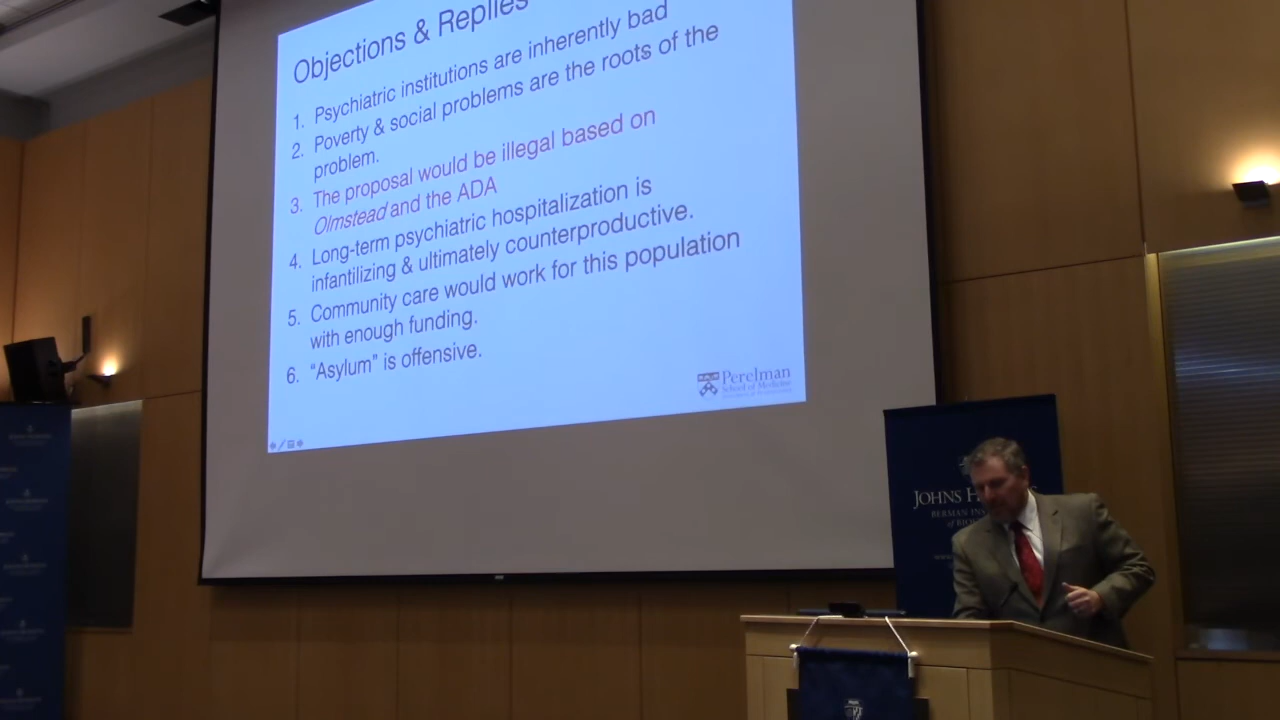 Objections & Replies
1. Psychiatric institutions are inherently bad
2. Poverty & social problems are the roots of the
problem.
3. The proposal would be illegal based on
Olmstead and the ADA
4. Long-term psychiatric hospitalization is
infantilizing & ultimately counterproductive.
5. Community care would work for this population
with enough funding.
6. “Asylum” is offensive.
Perelman
School of Medicine
JOHNS
BERMAN
of